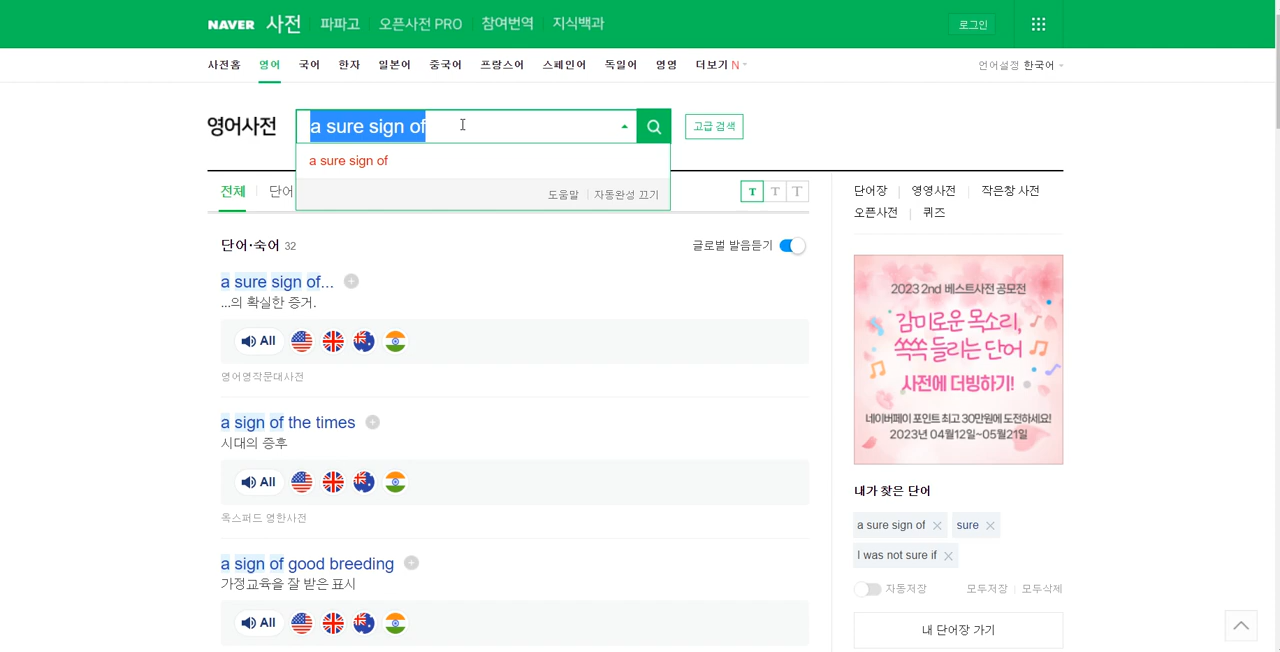 NAVER 사전 파파고 오픈사전 PRO 참여번역 지식백과 로그인
사전홈 영어 국어 한자 일본어 중국어 프랑스어 스페인어 독일어 영영 더보기 N 언어설정 한국어
영어사전 a sure sign of 고급 검색
a sure sign of
도움말 자동완성 끄기
전체 단어 T T T
단어장 영영사전 작은창 사전
오픈사전 퀴즈
단어·숙어 32 글로벌 발음듣기
a sure sign of...
...의 확실한 증거.
All
영어영작문대사전
a sign of the times
시대의 증후
All
옥스퍼드 영한사전
a sign of good breeding
가정교육을 잘 받은 표시
All
2023 2nd 베스트사전 공모전
감미로운 목소리,
쏙쏙 들리는 단어
사전에 더빙하기!
네이버페이 포인트 최고 30만원에 도전하세요!
2023년 04월12일~05월21일
내가 찾은 단어
a sure sign of sure
I was not sure if
자동저장 모두저장 모두삭제
내 단어장 가기